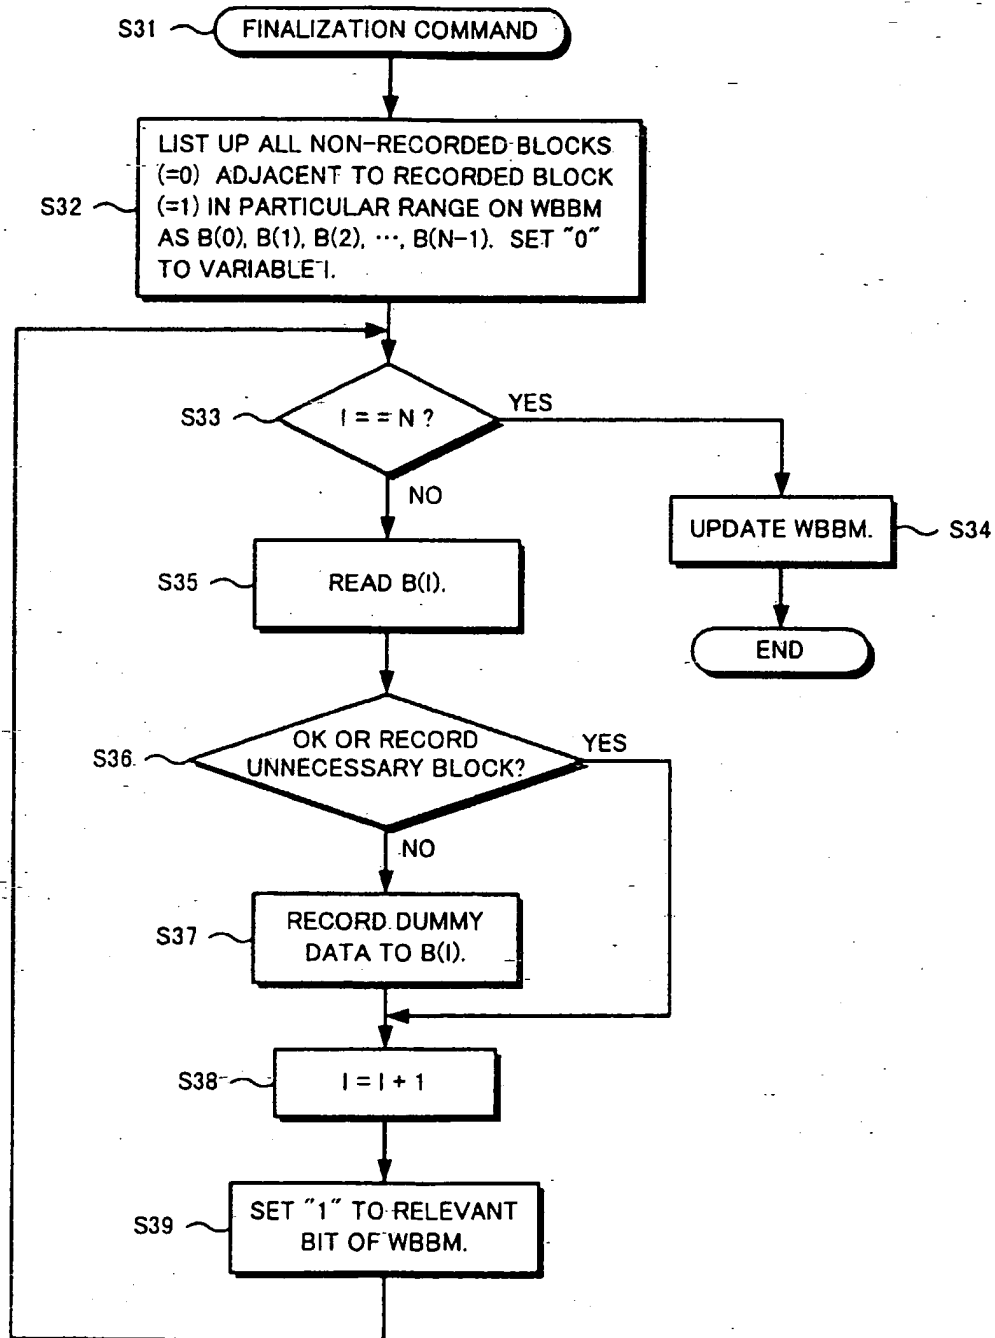 S31
FINALIZATION COMMAND
LIST UP ALL NON-RECORDED BLOCKS
(=0) ADJACENT TO RECORDED BLOCK
(=1) IN PARTICULAR RANGE ON WBBM
AS B(0), B(1), B(2), ···, B(N-1). SET "0"
TO VARIABLE I.
S32
S33
I = = N ?
YES
NO
UPDATE WBBM.
S34
S35
READ B(I).
END
S36
OK OR RECORD
UNNECESSARY BLOCK?
YES
NO
S37
RECORD DUMMY
DATA TO B(I).
S38
I = I + 1
S39
SET "1" TO RELEVANT
BIT OF WBBM.